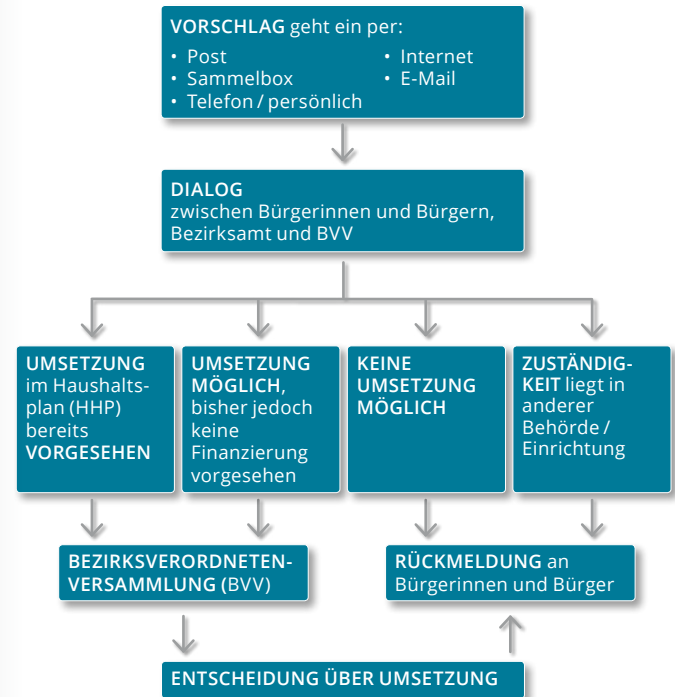 VORSCHLAG geht ein per:
• Post
• Sammelbox
• Telefon / persönlich
• Internet
• E-Mail
DIALOG
zwischen Bürgerinnen und Bürgern,
Bezirksamt und BVV
UMSETZUNG
im Haushalts-
plan (HHP)
bereits
VORGESEHEN
UMSETZUNG
MÖGLICH,
bisher jedoch
keine
Finanzierung
vorgesehen
KEINE
UMSETZUNG
MÖGLICH
ZUSTÄNDIG-
KEIT liegt in
anderer
Behörde /
Einrichtung
BEZIRKSVERORDNETEN-
VERSAMMLUNG (BVV)
RÜCKMELDUNG an
Bürgerinnen und Bürger
ENTSCHEIDUNG ÜBER UMSETZUNG